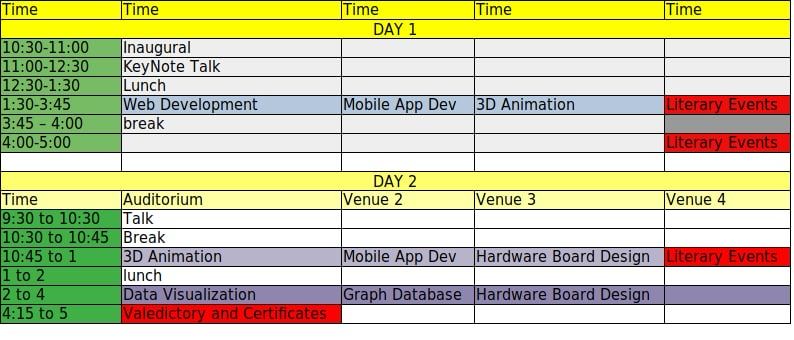 Time Time Time Time Time
DAY 1
10:30-11:00 Inaugural
11:00-12:30 KeyNote Talk
12:30-1:30 Lunch
1:30-3:45 Web Development Mobile App Dev 3D Animation Literary Events
3:45 – 4:00 break
4:00-5:00 Literary Events
DAY 2
Time Auditorium Venue 2 Venue 3 Venue 4
9:30 to 10:30 Talk
10:30 to 10:45 Break
10:45 to 1 3D Animation Mobile App Dev Hardware Board Design Literary Events
1 to 2 lunch
2 to 4 Data Visualization Graph Database Hardware Board Design
4:15 to 5 Valedictory and Certificates